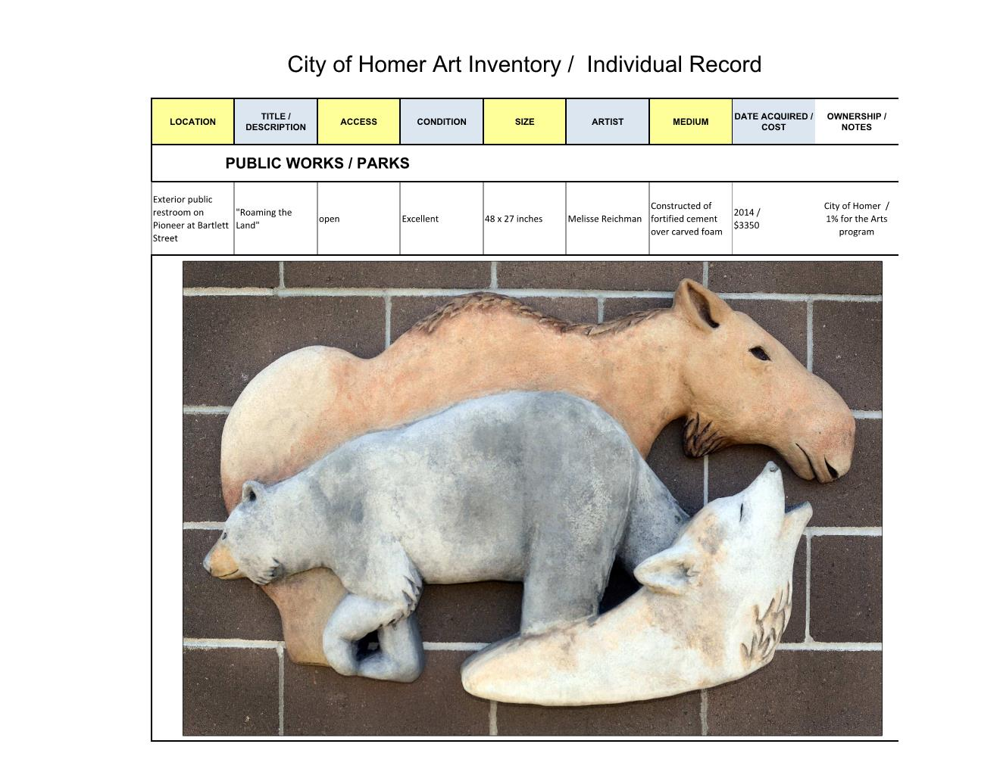 City of Homer Art Inventory /  Individual Record
LOCATION
TITLE /
DESCRIPTION
ACCESS
CONDITION
SIZE
ARTIST
MEDIUM
DATE ACQUIRED /
COST
OWNERSHIP /
NOTES
PUBLIC WORKS / PARKS
Exterior public
restroom on
Pioneer at Bartlett
Street
"Roaming the
Land"
open
Excellent
48 x 27 inches
Melisse Reichman
Constructed of
fortified cement
over carved foam
2014 /
$3350
City of Homer  /
1% for the Arts
program